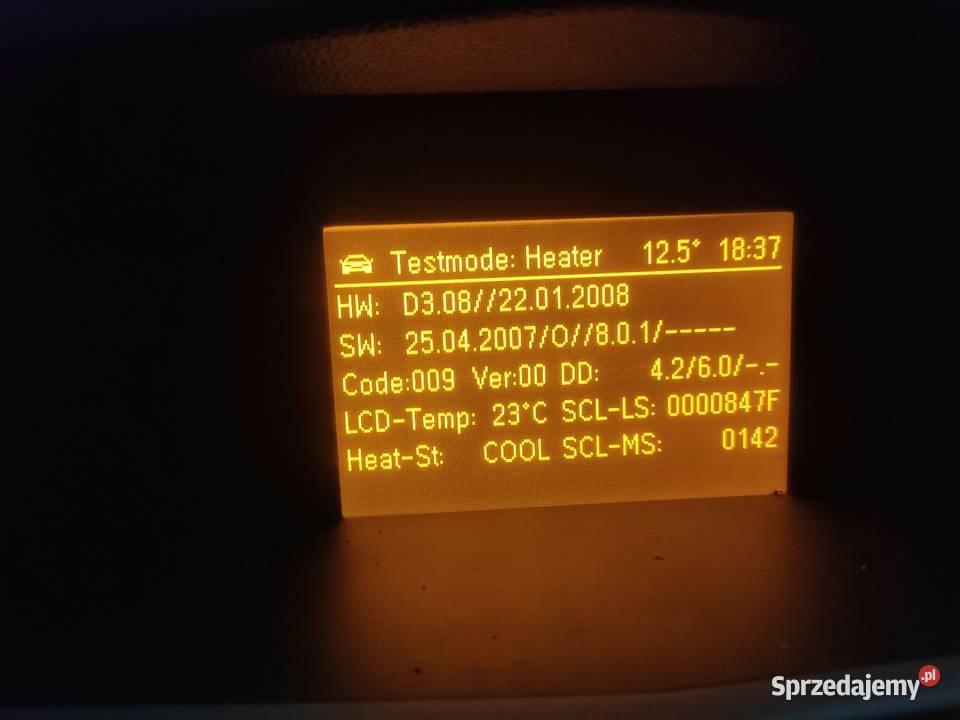 Testmode: Heater 12.5° 18:37
HW: D3.08//22.01.2008
SW: 25.04.2007/O//8.0.1/-----
Code:009 Ver:00 DD: 4.2/6.0/-.-
LCD-Temp: 23°C SCL-LS: 0000847F
Heat-St: COOL SCL-MS: 0142
Sprzedajemy.pl